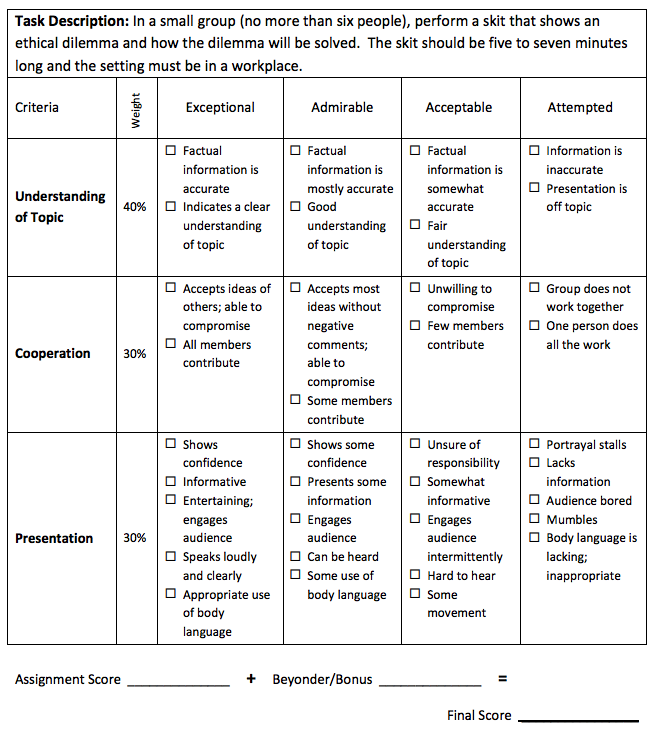 Task Description: In a small group (no more than six people), perform a skit that shows an
ethical dilemma and how the dilemma will be solved.  The skit should be five to seven minutes
long and the setting must be in a workplace.
Criteria
Weight
Exceptional
Admirable
Acceptable
Attempted
Understanding
of Topic
40%
☐ Factual
information is
accurate
☐ Indicates a clear
understanding
of topic
☐ Factual
information is
mostly accurate
☐ Good
understanding
of topic
☐ Factual
information is
somewhat
accurate
☐ Fair
understanding
of topic
☐ Information is
inaccurate
☐ Presentation is
off topic
Cooperation
30%
☐ Accepts ideas of
others; able to
compromise
☐ All members
contribute
☐ Accepts most
ideas without
negative
comments;
able to
compromise
☐ Some members
contribute
☐ Unwilling to
compromise
☐ Few members
contribute
☐ Group does not
work together
☐ One person does
all the work
Presentation
30%
☐ Shows
confidence
☐ Informative
☐ Entertaining;
engages
audience
☐ Speaks loudly
and clearly
☐ Appropriate use
of body
language
☐ Shows some
confidence
☐ Presents some
information
☐ Engages
audience
☐ Can be heard
☐ Some use of
body language
☐ Unsure of
responsibility
☐ Somewhat
informative
☐ Engages
audience
intermittently
☐ Hard to hear
☐ Some
movement
☐ Portrayal stalls
☐ Lacks
information
☐ Audience bored
☐ Mumbles
☐ Body language is
lacking;
inappropriate
Assignment Score ______________ + Beyonder/Bonus ______________ =
Final Score ________________